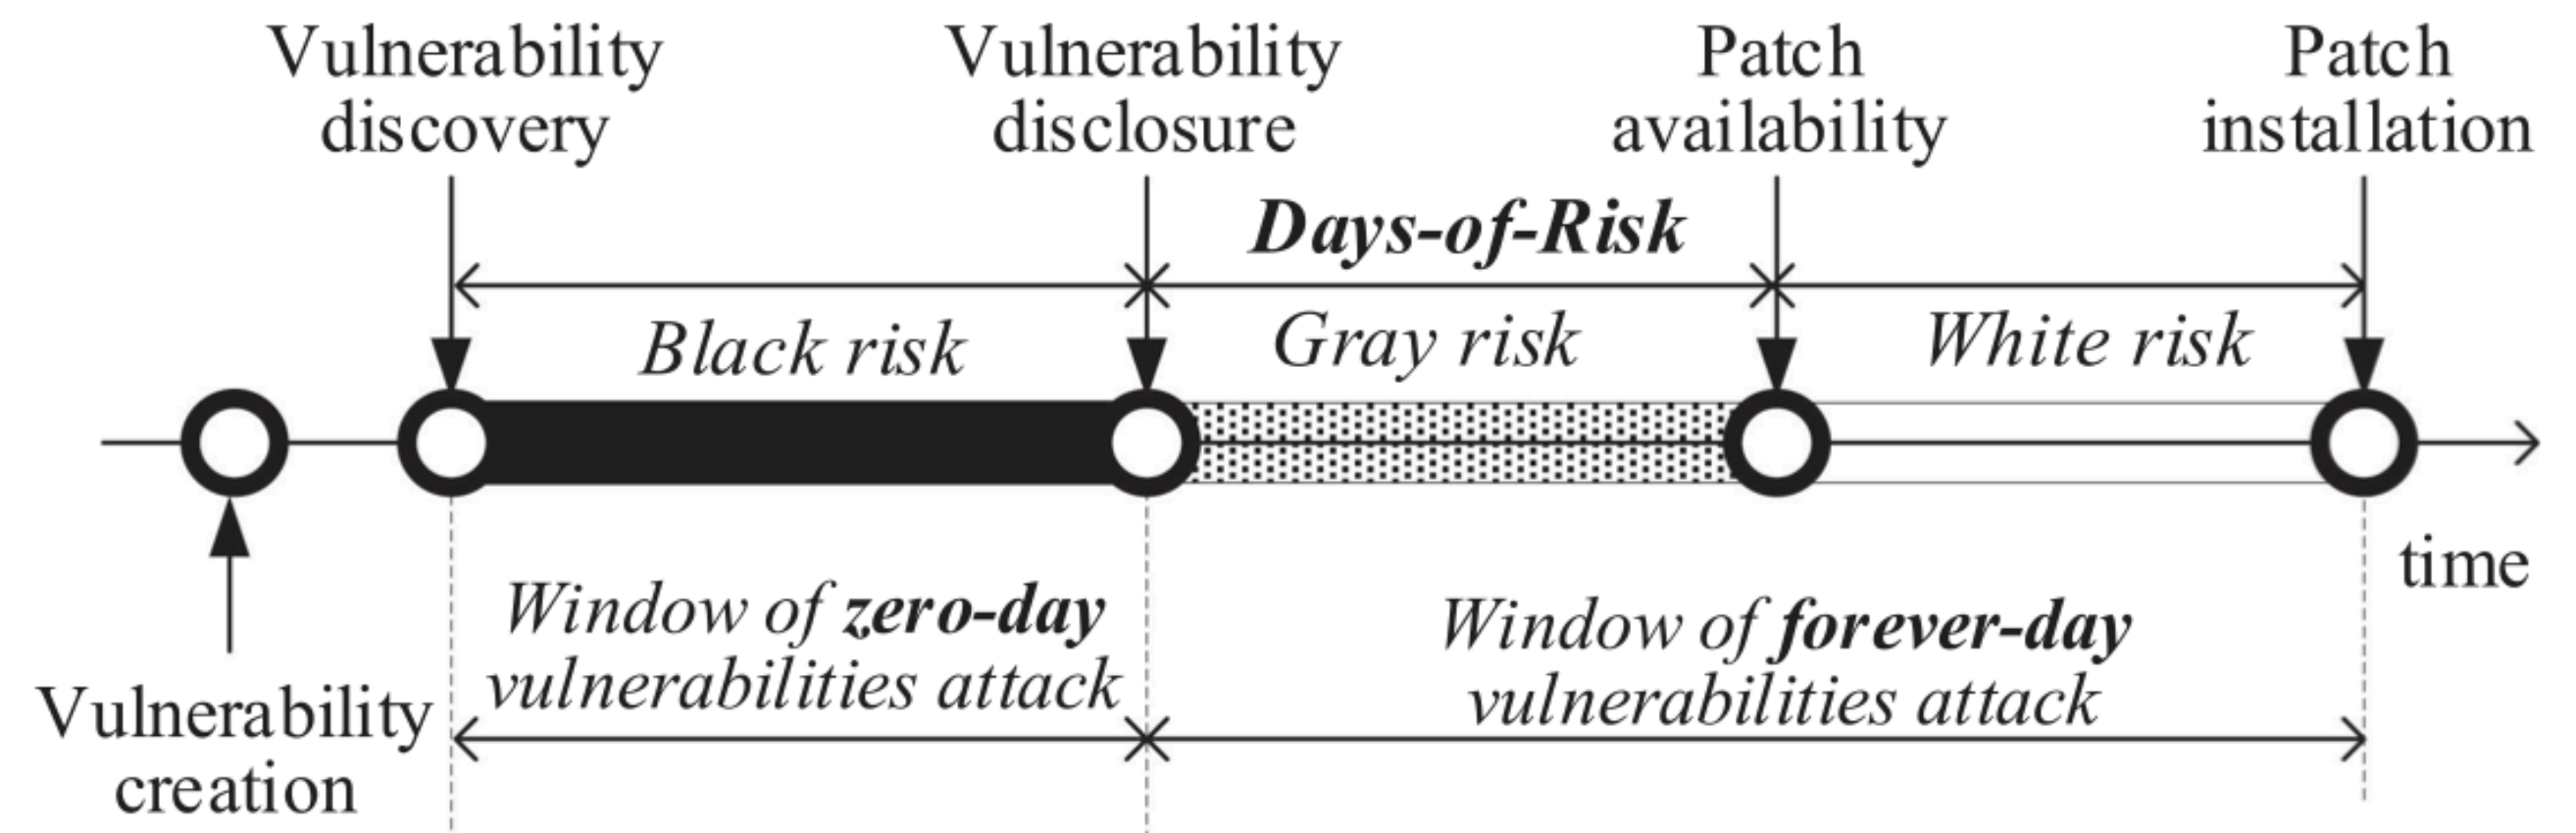 Vulnerability
discovery
Vulnerability
disclosure
Patch
availability
Patch
installation
Days-of-Risk
Black risk
Gray risk
White risk
time
Window of zero-day
vulnerabilities attack
Window of forever-day
vulnerabilities attack
Vulnerability
creation